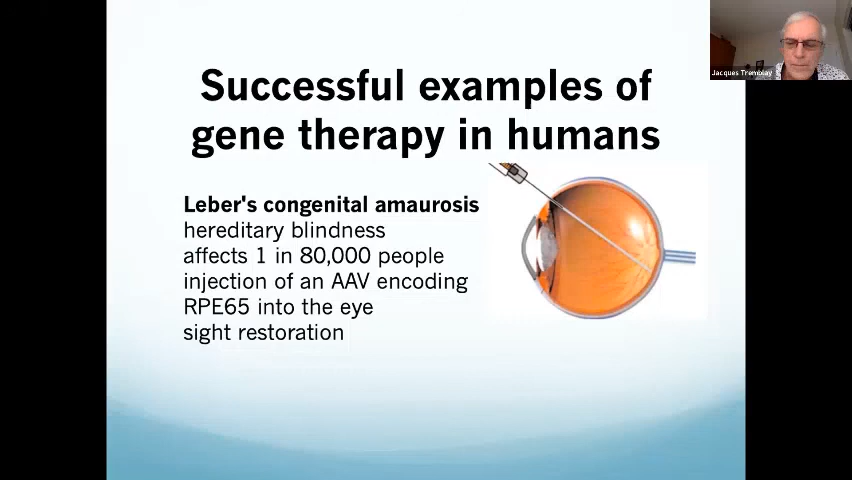 Successful examples of
gene therapy in humans
Leber's congenital amaurosis
hereditary blindness
affects 1 in 80,000 people
injection of an AAV encoding
RPE65 into the eye
sight restoration
Jacques Tremblay